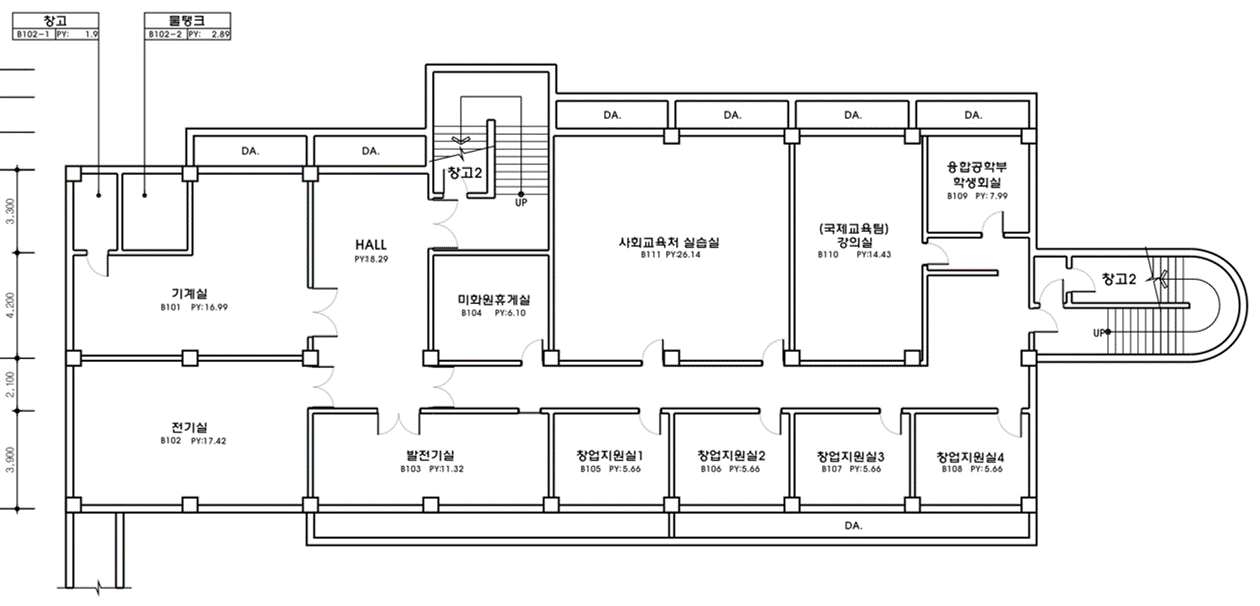 창고
B102-1 PY: 1.9
물탱크
B102-2 PY: 2.89
DA.
DA.
DA.
DA.
DA.
DA.
창고2
UP
융합공학부
학생회실
B109 PY: 7.99
HALL
PY:18.29
사회교육처 실습실
B111 PY:26.14
(국제교육팀)
강의실
B110 PY:14.43
창고2
UP
기계실
B101 PY:16.99
미화원휴게실
B104 PY:6.10
전기실
B102 PY:17.42
발전기실
B103 PY:11.32
창업지원실1
B105 PY:5.66
창업지원실2
B106 PY:5.66
창업지원실3
B107 PY:5.66
창업지원실4
B108 PY:5.66
DA.
3,300
4,200
2,100
3,900